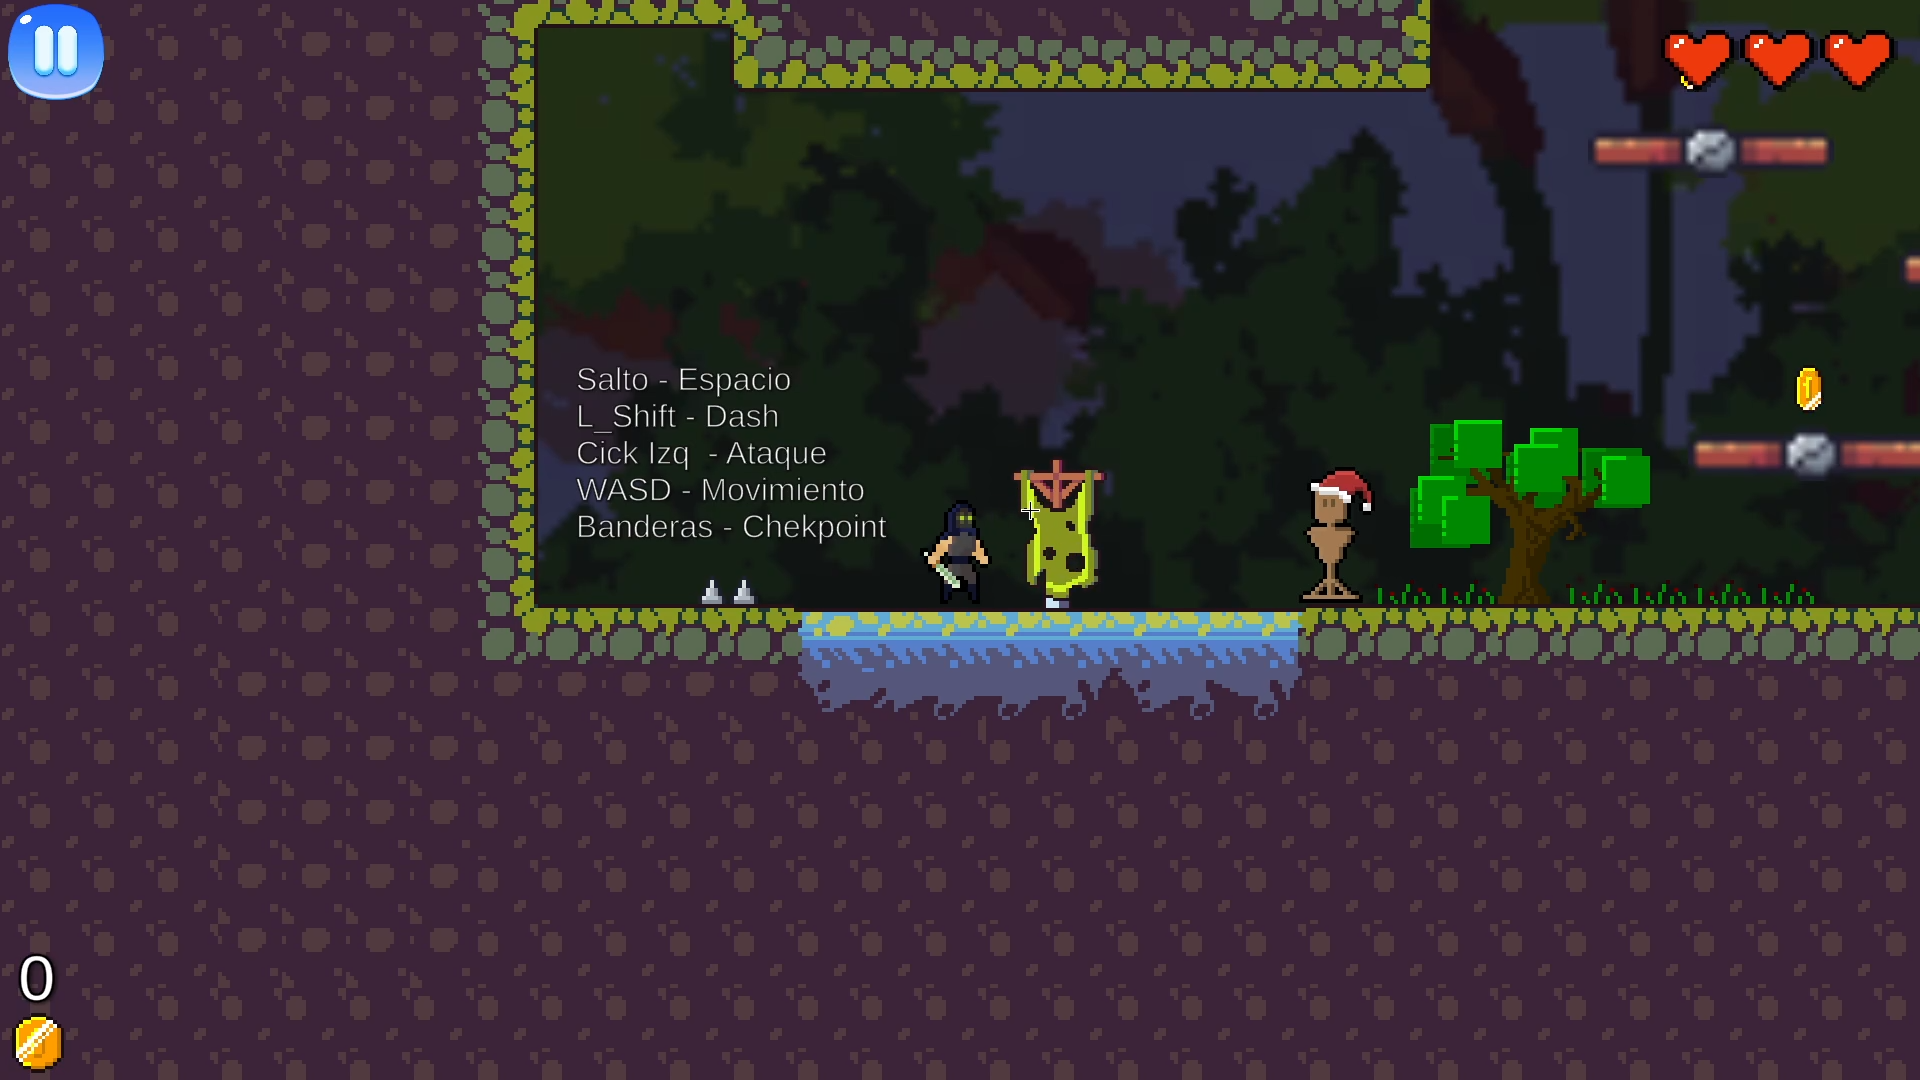 Salto - Espacio
L_Shift - Dash
Cick Izq  - Ataque
WASD - Movimiento
Banderas - Chekpoint
0